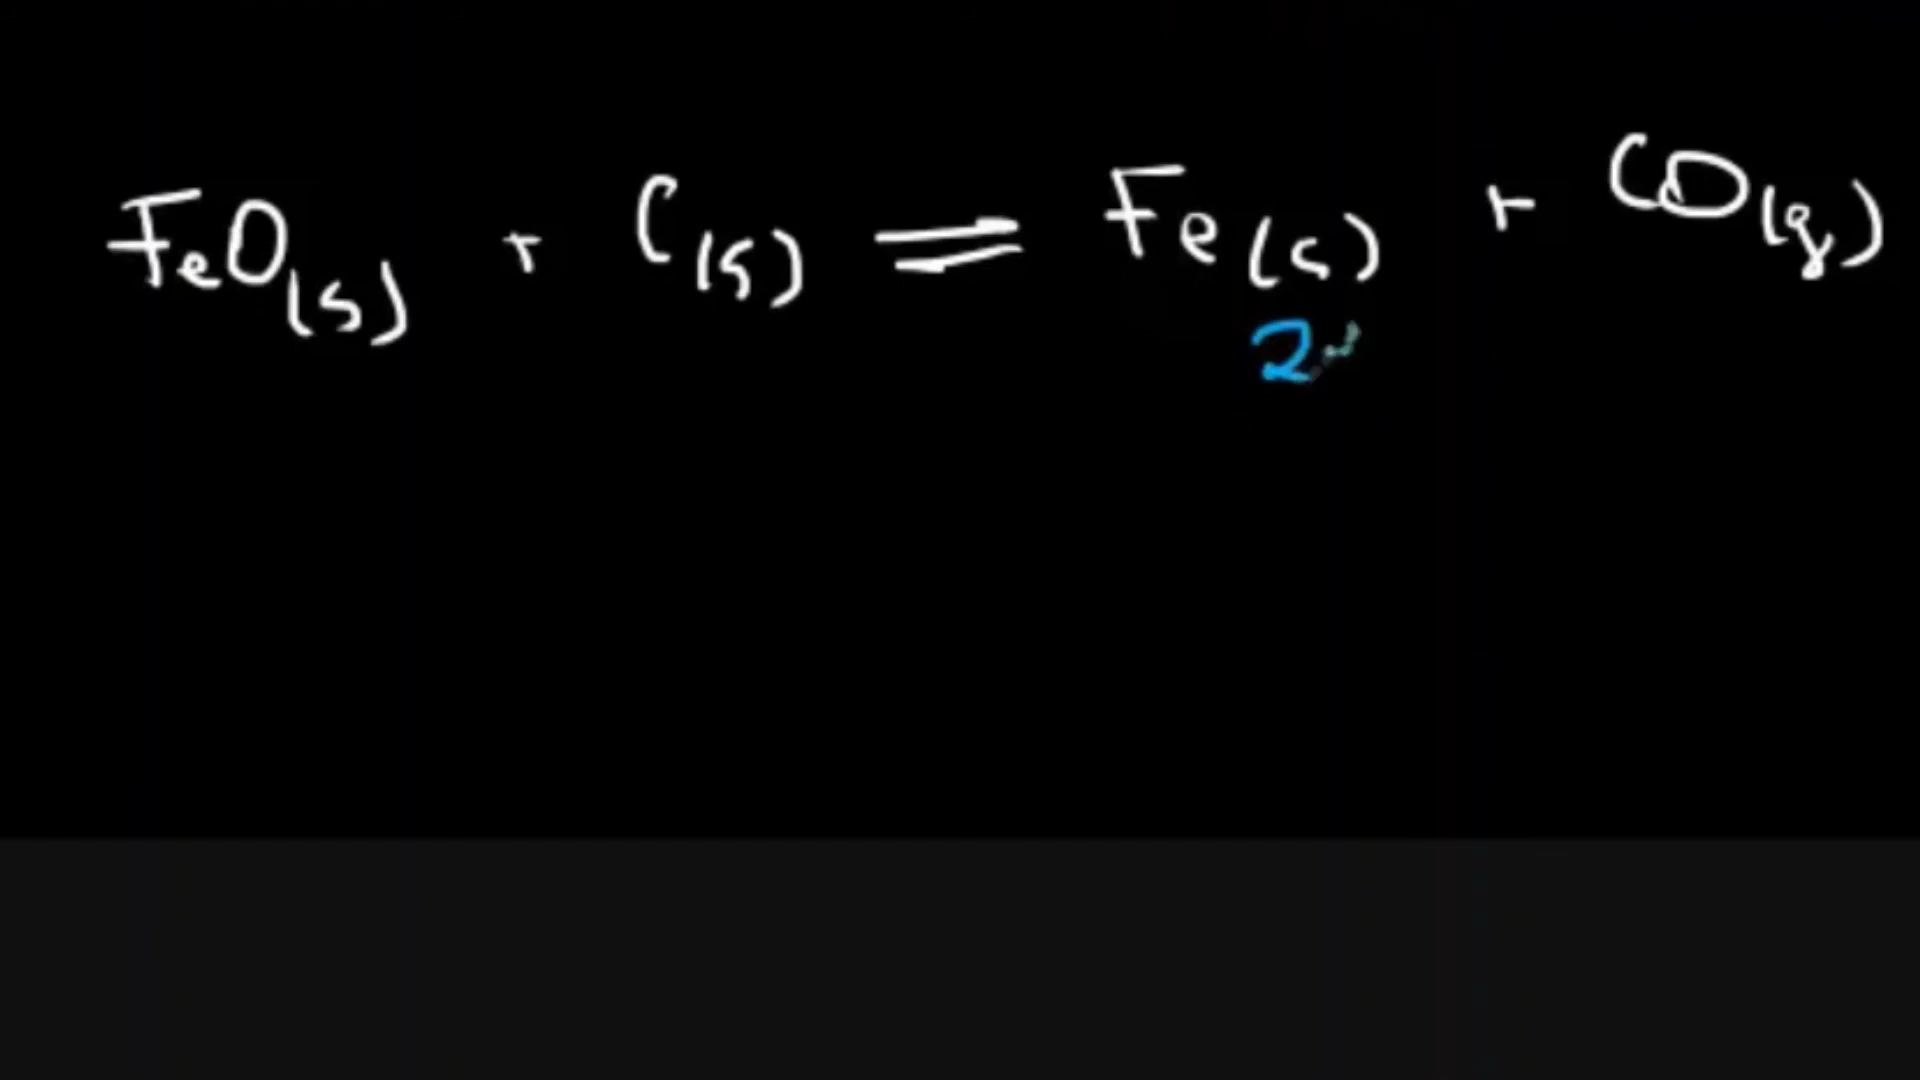 FeO(s) + C(s) ⇌ Fe(s) + CO(g)
2